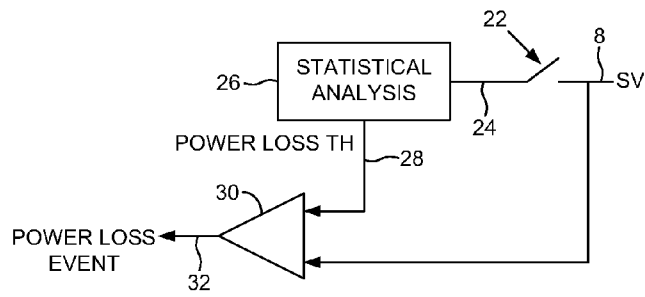 22
8
STATISTICAL
ANALYSIS
26
SV
24
POWER LOSS TH
28
30
POWER LOSS
EVENT
32